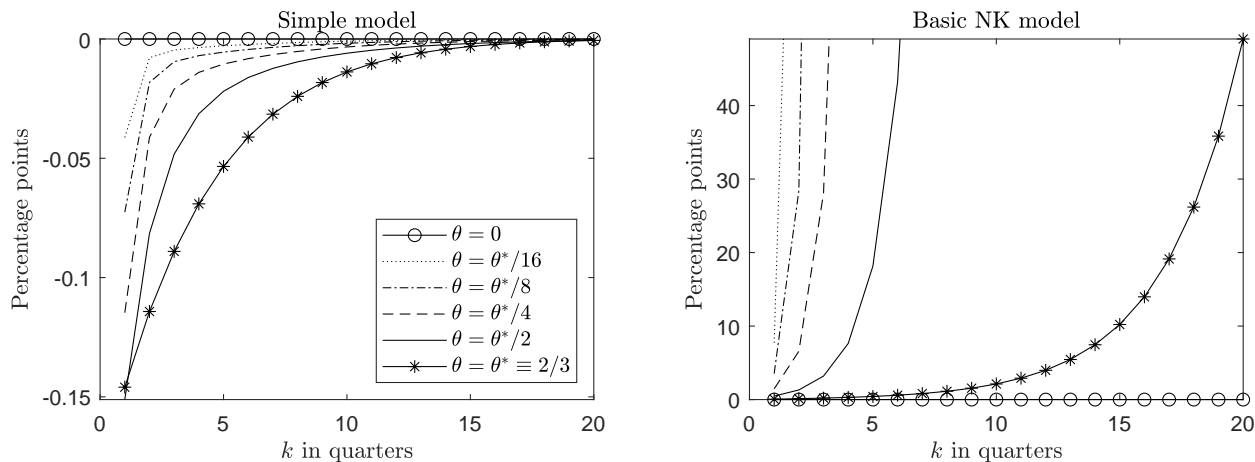 Simple model
0
-0.05
-0.1
-0.15
Percentage points
θ = 0
θ = θ*/16
θ = θ*/8
θ = θ*/4
θ = θ*/2
θ = θ* ≡ 2/3
0 5 10 15 20
k in quarters
Basic NK model
40
30
20
10
0
Percentage points
0 5 10 15 20
k in quarters